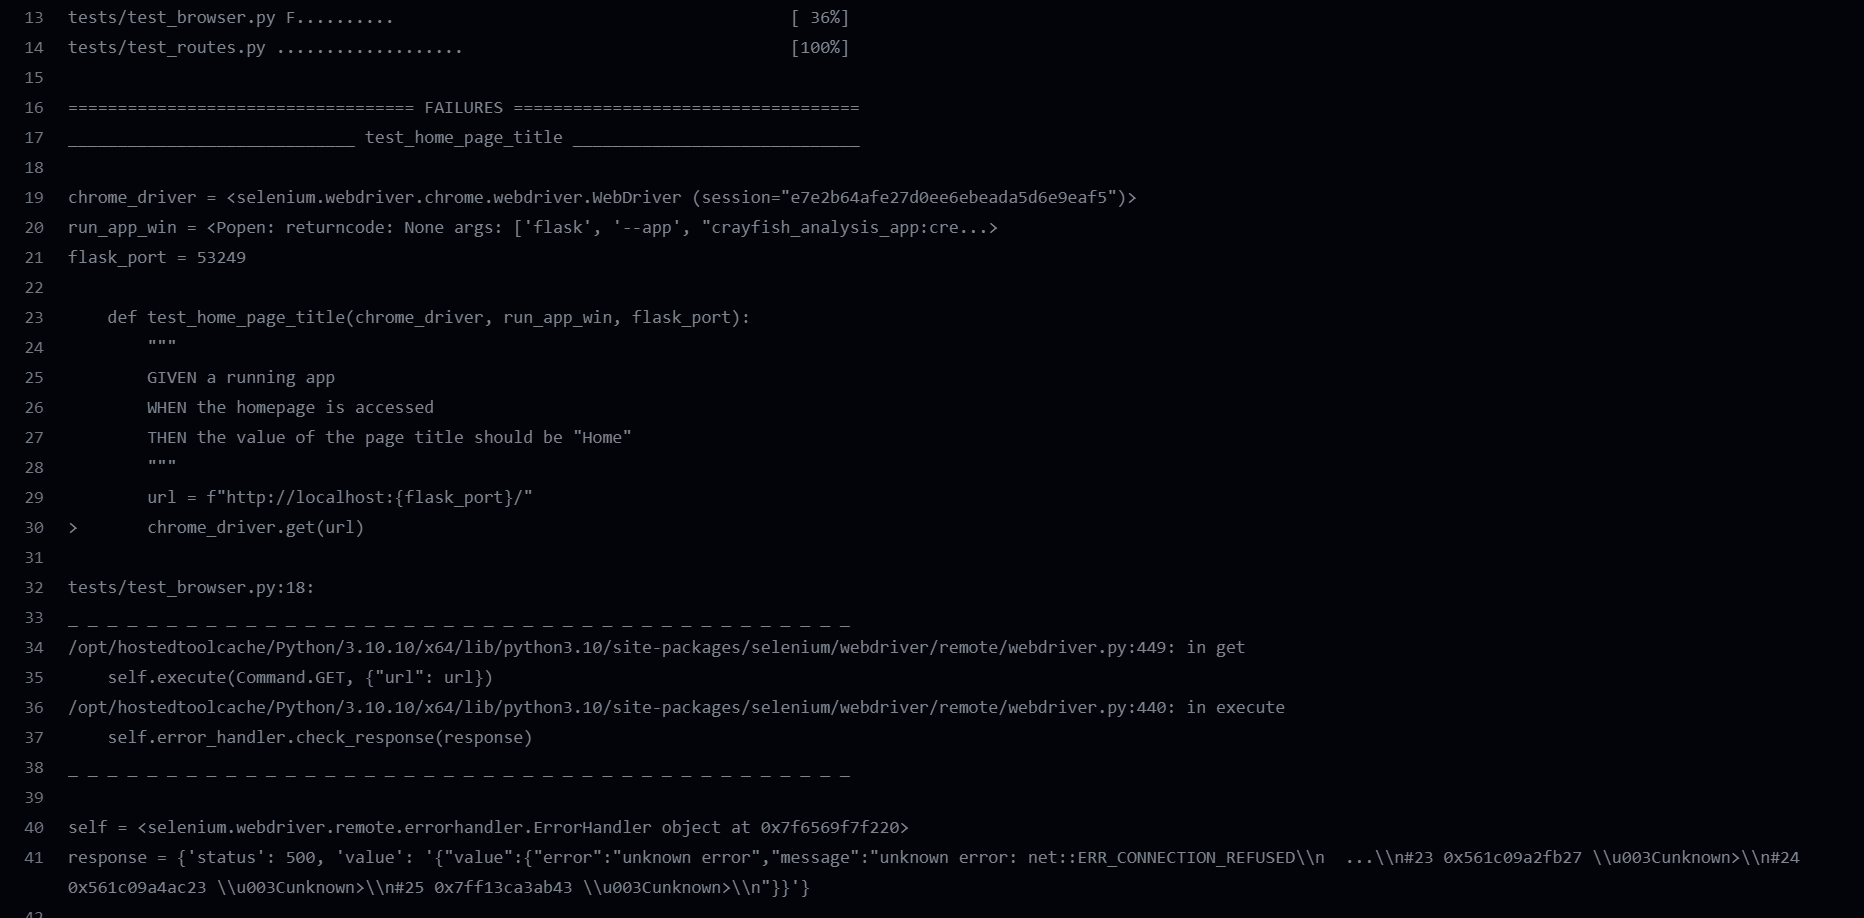 13 tests/test_browser.py F.......... [ 36%]
14 tests/test_routes.py ................... [100%]
15
16 =================================== FAILURES ===================================
17 _____________________________ test_home_page_title _____________________________
18
19 chrome_driver = <selenium.webdriver.chrome.webdriver.WebDriver (session="e7e2b64afe27d0ee6ebeada5d6e9eaf5")>
20 run_app_win = <Popen: returncode: None args: ['flask', '--app', "crayfish_analysis_app:cre...>
21 flask_port = 53249
22
23     def test_home_page_title(chrome_driver, run_app_win, flask_port):
24         """
25         GIVEN a running app
26         WHEN the homepage is accessed
27         THEN the value of the page title should be "Home"
28         """
29         url = f"http://localhost:{flask_port}/"
30 >       chrome_driver.get(url)
31
32 tests/test_browser.py:18:
33 _ _ _ _ _ _ _ _ _ _ _ _ _ _ _ _ _ _ _ _ _ _ _ _ _ _ _ _ _ _ _ _ _ _ _ _ _ _ _ _
34 /opt/hostedtoolcache/Python/3.10.10/x64/lib/python3.10/site-packages/selenium/webdriver/remote/webdriver.py:449: in get
35     self.execute(Command.GET, {"url": url})
36 /opt/hostedtoolcache/Python/3.10.10/x64/lib/python3.10/site-packages/selenium/webdriver/remote/webdriver.py:440: in execute
37     self.error_handler.check_response(response)
38 _ _ _ _ _ _ _ _ _ _ _ _ _ _ _ _ _ _ _ _ _ _ _ _ _ _ _ _ _ _ _ _ _ _ _ _ _ _ _ _
39
40 self = <selenium.webdriver.remote.errorhandler.ErrorHandler object at 0x7f6569f7f220>
41 response = {'status': 500, 'value': '{"value":{"error":"unknown error","message":"unknown error: net::ERR_CONNECTION_REFUSED\\n  ...\\n#23 0x561c09a2fb27 \\u003Cunknown>\\n#24
0x561c09a4ac23 \\u003Cunknown>\\n#25 0x7ff13ca3ab43 \\u003Cunknown>\\n"}}'}
42